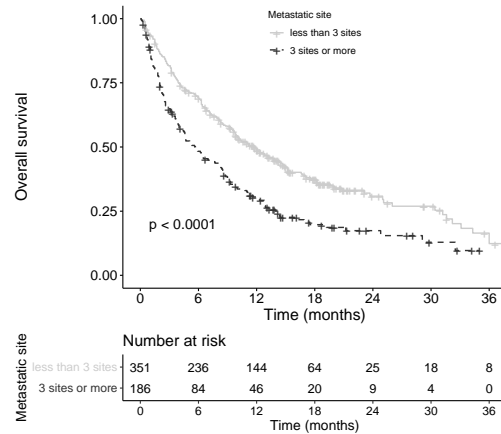 Metastatic site
less than 3 sites
3 sites or more
Overall survival
1.00
0.75
0.50
0.25
0.00
p < 0.0001
0 6 12 18 24 30 36
Time (months)
Number at risk
Metastatic site
less than 3 sites 351 236 144 64 25 18 8
3 sites or more 186 84 46 20 9 4 0
0 6 12 18 24 30 36
Time (months)